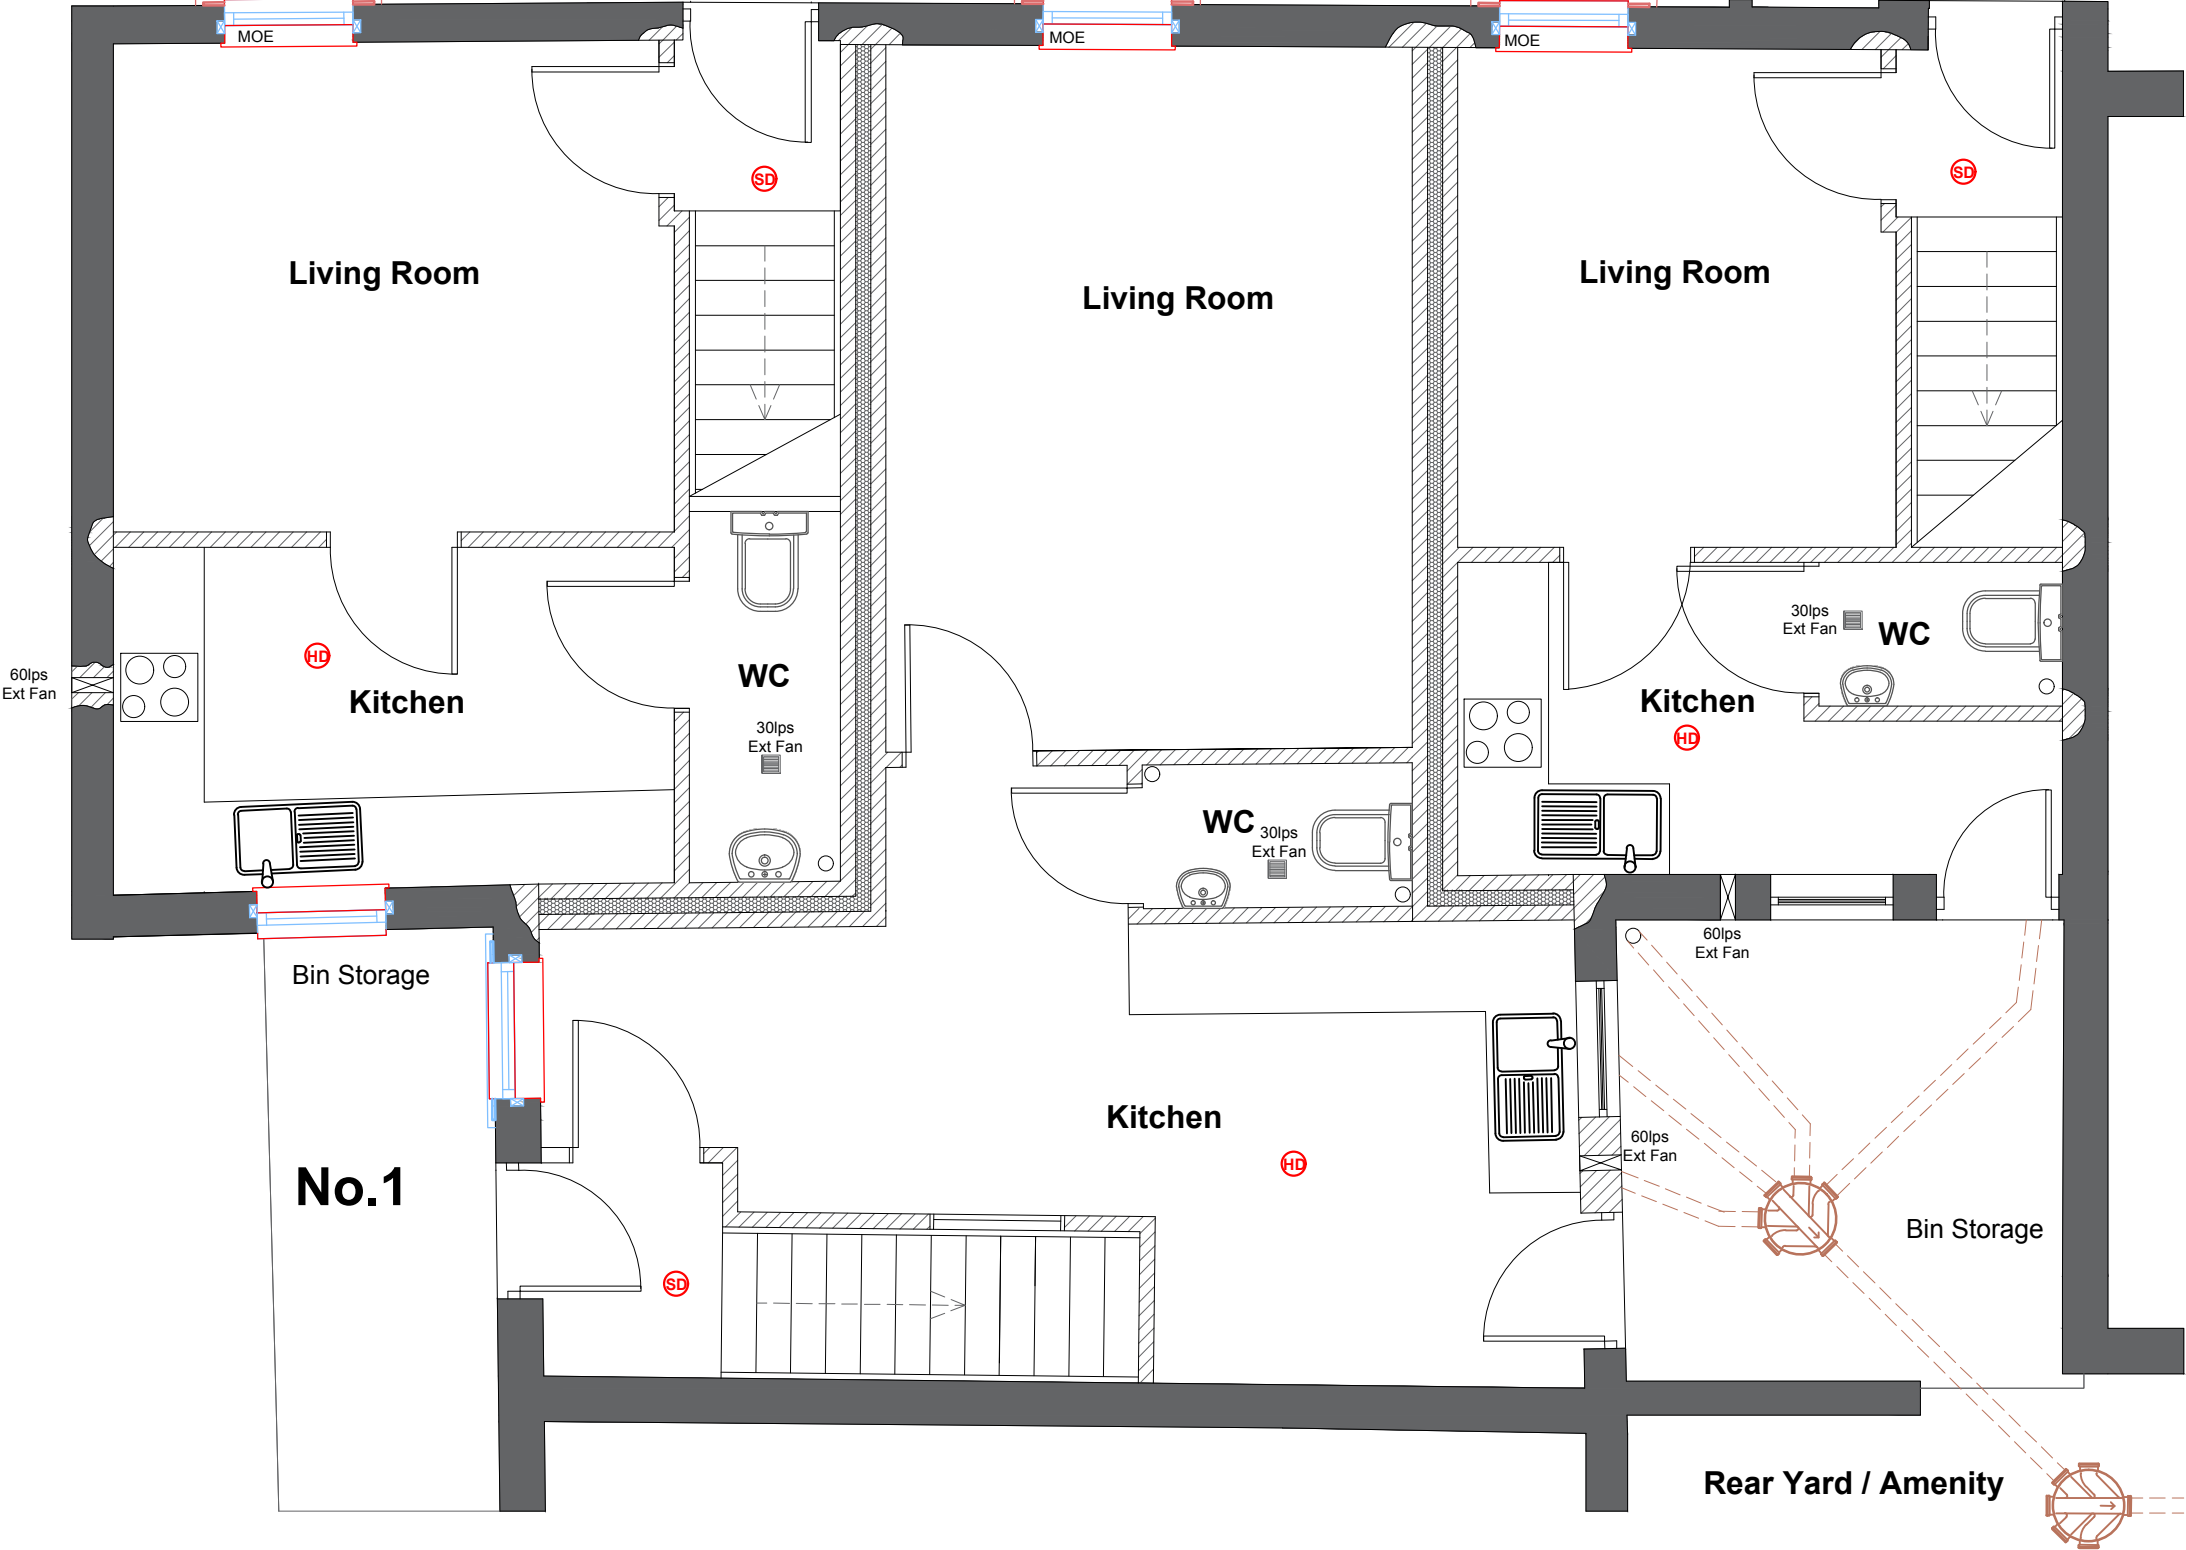 MOE
MOE
MOE
SD
SD
Living Room
Living Room
Living Room
30lps
Ext Fan
WC
HD
60lps
Ext Fan
Kitchen
WC
Kitchen
HD
30lps
Ext Fan
WC
30lps
Ext Fan
60lps
Ext Fan
Bin Storage
Kitchen
60lps
Ext Fan
HD
No.1
Bin Storage
SD
Rear Yard / Amenity